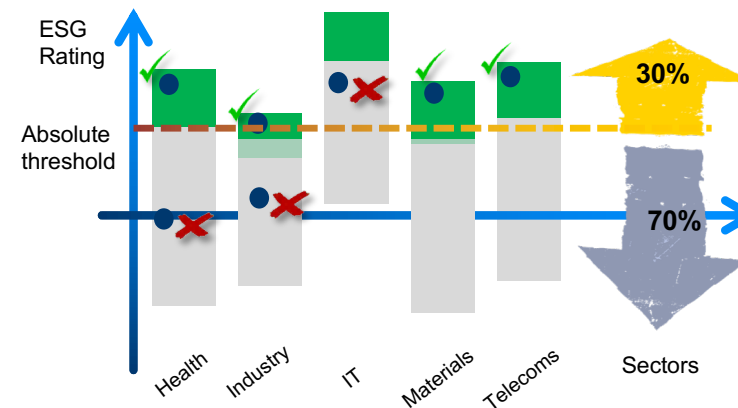 ESG
Rating
Absolute
threshold
30%
70%
Health
Industry
IT
Materials
Telecoms
Sectors